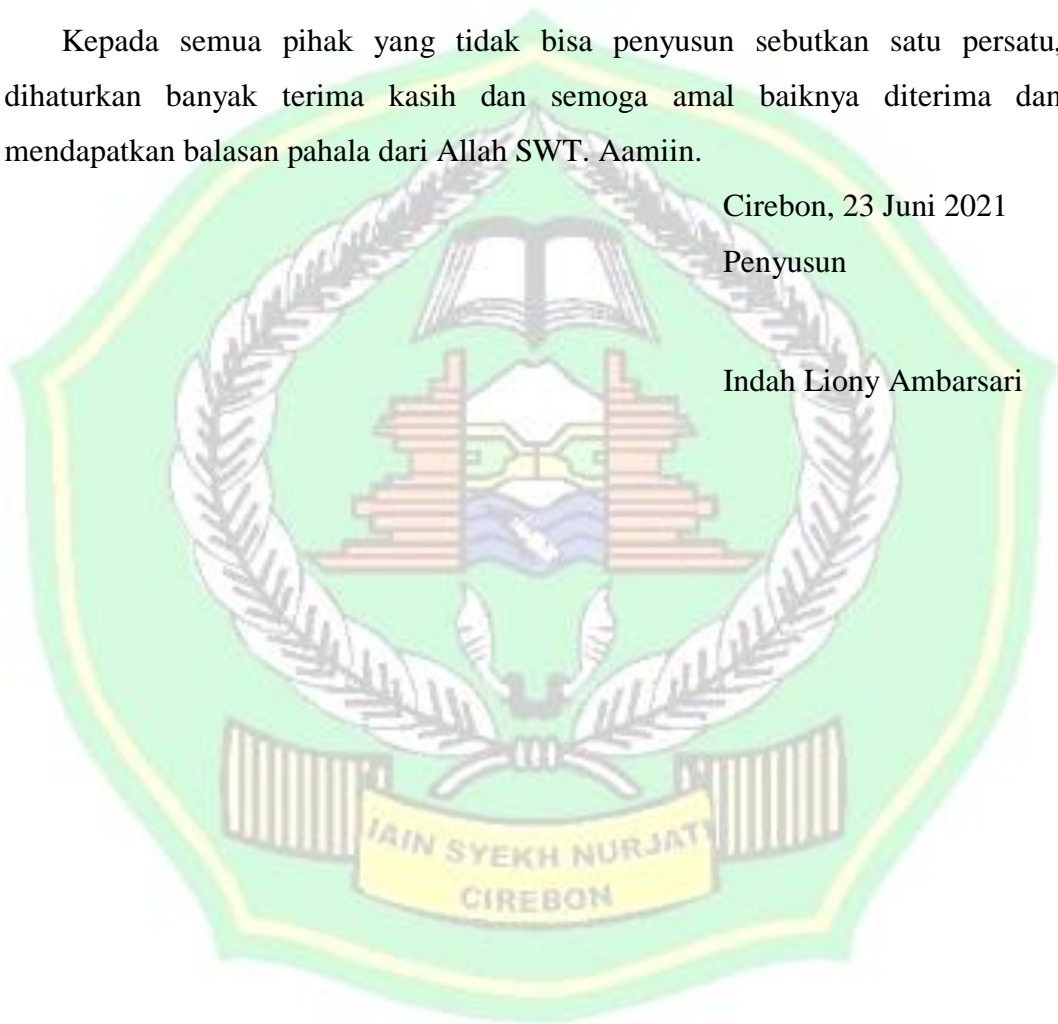 Kepada semua pihak yang tidak bisa penyusun sebutkan satu persatu,
dihaturkan banyak terima kasih dan semoga amal baiknya diterima dan
mendapatkan balasan pahala dari Allah SWT. Aamiin.
Cirebon, 23 Juni 2021
Penyusun
Indah Liony Ambarsari
IAIN SYEKH NURJATI
CIREBON